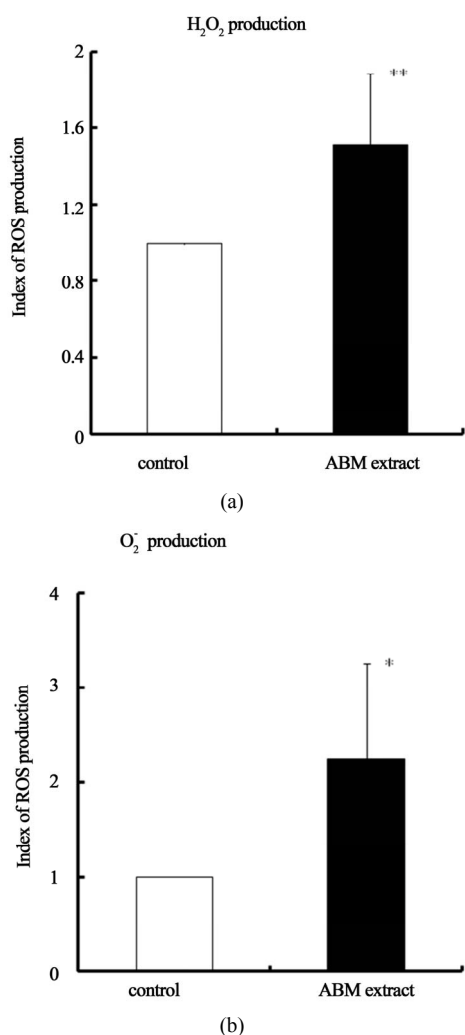 H₂O₂ production
2
1.6
1.2
0.8
0.4
0
Index of ROS production
**
control ABM extract
(a)
O₂⁻ production
4
3
2
1
0
Index of ROS production
*
control ABM extract
(b)